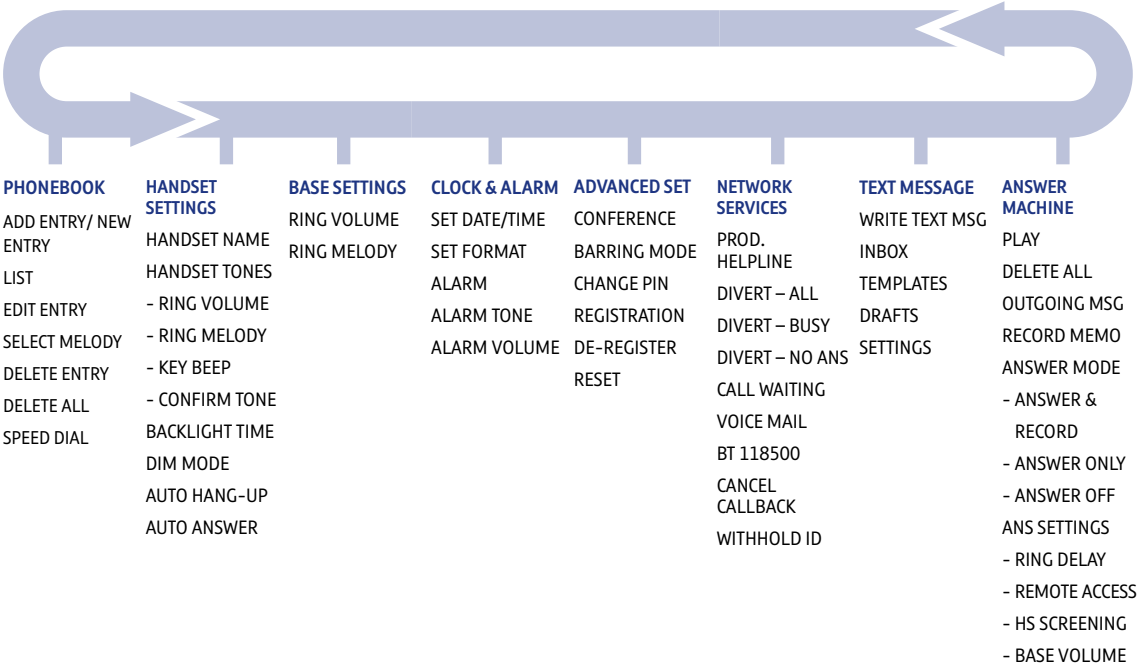 PHONEBOOK
ADD ENTRY/ NEW
ENTRY
LIST
EDIT ENTRY
SELECT MELODY
DELETE ENTRY
DELETE ALL
SPEED DIAL
HANDSET
SETTINGS
HANDSET NAME
HANDSET TONES
- RING VOLUME
- RING MELODY
- KEY BEEP
- CONFIRM TONE
BACKLIGHT TIME
DIM MODE
AUTO HANG-UP
AUTO ANSWER
BASE SETTINGS
RING VOLUME
RING MELODY
CLOCK & ALARM
SET DATE/TIME
SET FORMAT
ALARM
ALARM TONE
ALARM VOLUME
ADVANCED SET
CONFERENCE
BARRING MODE
CHANGE PIN
REGISTRATION
DE-REGISTER
RESET
NETWORK
SERVICES
PROD.
HELPLINE
DIVERT – ALL
DIVERT – BUSY
DIVERT – NO ANS
CALL WAITING
VOICE MAIL
BT 118500
CANCEL
CALLBACK
WITHHOLD ID
TEXT MESSAGE
WRITE TEXT MSG
INBOX
TEMPLATES
DRAFTS
SETTINGS
ANSWER
MACHINE
PLAY
DELETE ALL
OUTGOING MSG
RECORD MEMO
ANSWER MODE
- ANSWER &
RECORD
- ANSWER ONLY
- ANSWER OFF
ANS SETTINGS
- RING DELAY
- REMOTE ACCESS
- HS SCREENING
- BASE VOLUME